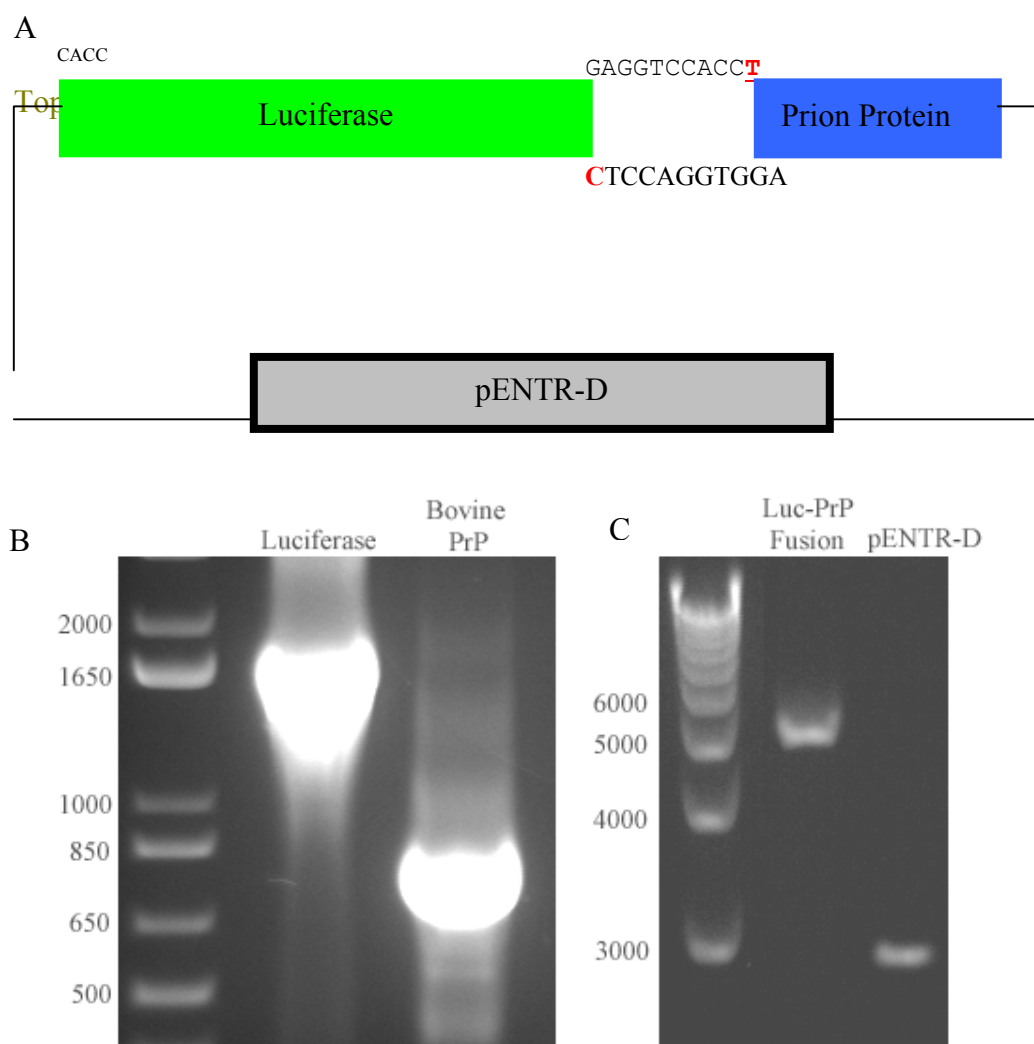 A
CACC
GAGGTCCACCT
Top
Luciferase
Prion Protein
CTCCAGGTGGA
pENTR-D
B
Luciferase
Bovine
PrP
2000
1650
1000
850
650
500
C
Luc-PrP
Fusion
pENTR-D
6000
5000
4000
3000